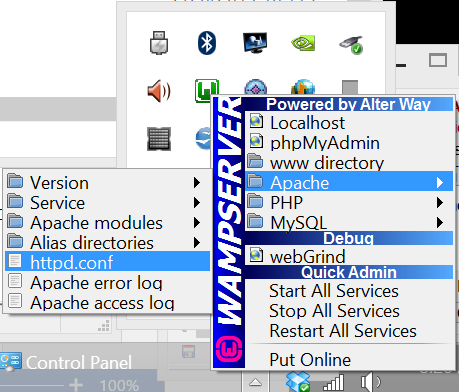 Powered by Alter Way
Localhost
phpMyAdmin
www directory
Apache
PHP
MySQL
Debug
webGrind
Quick Admin
Start All Services
Stop All Services
Restart All Services
Put Online
WAMPSERVER
Version
Service
Apache modules
Alias directories
httpd.conf
Apache error log
Apache access log
Control Panel
100%